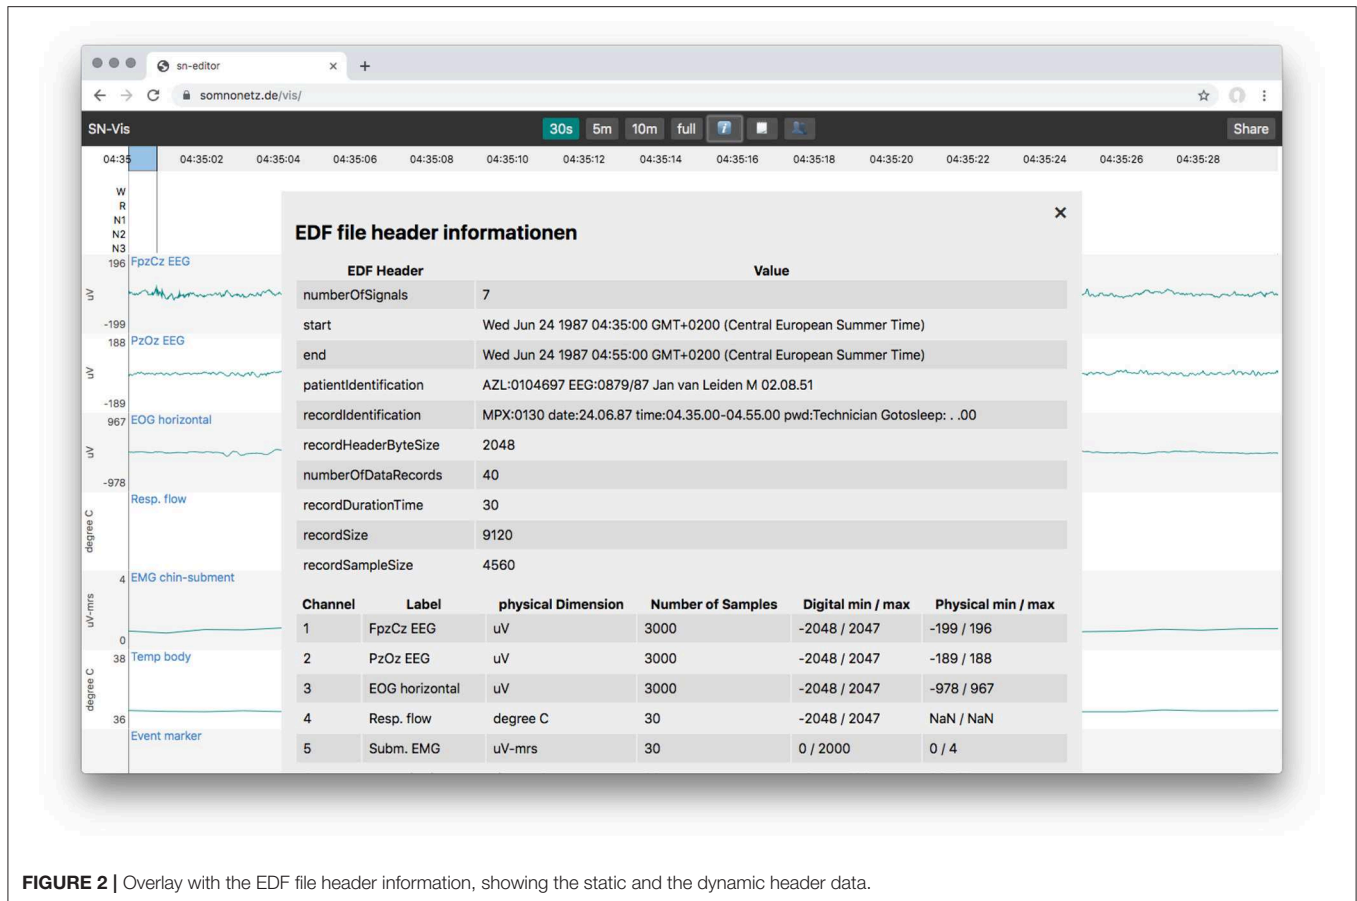 sn-editor × +
somnonetz.de/vis/
SN-Vis 30s 5m 10m full Share
04:35 04:35:02 04:35:04 04:35:06 04:35:08 04:35:10 04:35:12 04:35:14 04:35:16 04:35:18 04:35:20 04:35:22 04:35:24 04:35:26 04:35:28
W
R
N1
N2
N3
196 FpzCz EEG
uV
-199
188 PzOz EEG
uV
-189
967 EOG horizontal
uV
-978
Resp. flow
degree C
4 EMG chin-subment
uV-mrs
0
38 Temp body
degree C
36
Event marker
×
EDF file header informationen
EDF Header Value
numberOfSignals 7
start Wed Jun 24 1987 04:35:00 GMT+0200 (Central European Summer Time)
end Wed Jun 24 1987 04:55:00 GMT+0200 (Central European Summer Time)
patientIdentification AZL:0104697 EEG:0879/87 Jan van Leiden M 02.08.51
recordIdentification MPX:0130 date:24.06.87 time:04.35.00-04.55.00 pwd:Technician Gotosleep: . .00
recordHeaderByteSize 2048
numberOfDataRecords 40
recordDurationTime 30
recordSize 9120
recordSampleSize 4560
Channel Label physical Dimension Number of Samples Digital min / max Physical min / max
1 FpzCz EEG uV 3000 -2048 / 2047 -199 / 196
2 PzOz EEG uV 3000 -2048 / 2047 -189 / 188
3 EOG horizontal uV 3000 -2048 / 2047 -978 / 967
4 Resp. flow degree C 30 -2048 / 2047 NaN / NaN
5 Subm. EMG uV-mrs 30 0 / 2000 0 / 4
FIGURE 2 | Overlay with the EDF file header information, showing the static and the dynamic header data.